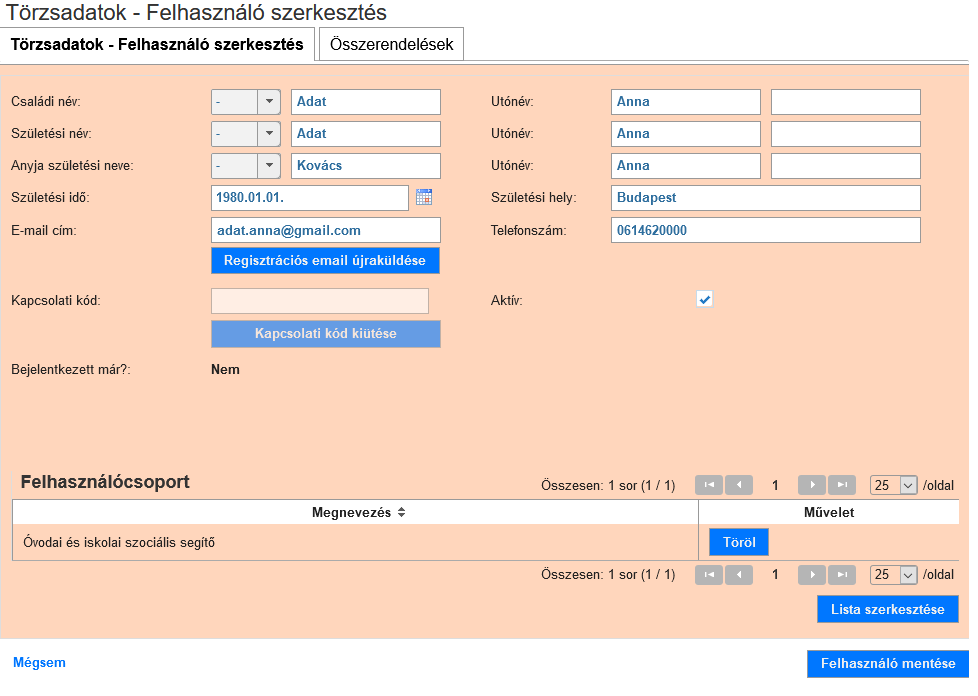 Törzsadatok - Felhasználó szerkesztés
Törzsadatok - Felhasználó szerkesztés Összerendelések
Családi név: - Adat Utónév: Anna
Születési név: - Adat Utónév: Anna
Anyja születési neve: - Kovács Utónév: Anna
Születési idő: 1980.01.01. Születési hely: Budapest
E-mail cím: adat.anna@gmail.com Telefonszám: 0614620000
Regisztrációs email újraküldése
Kapcsolati kód: Aktív:
Kapcsolati kód kiütése
Bejelentkezett már?: Nem
Felhasználócsoport Összesen: 1 sor (1 / 1) 1 25 /oldal
Megnevezés Művelet
Óvodai és iskolai szociális segítő Töröl
Összesen: 1 sor (1 / 1) 1 25 /oldal
Lista szerkesztése
Mégsem Felhasználó mentése